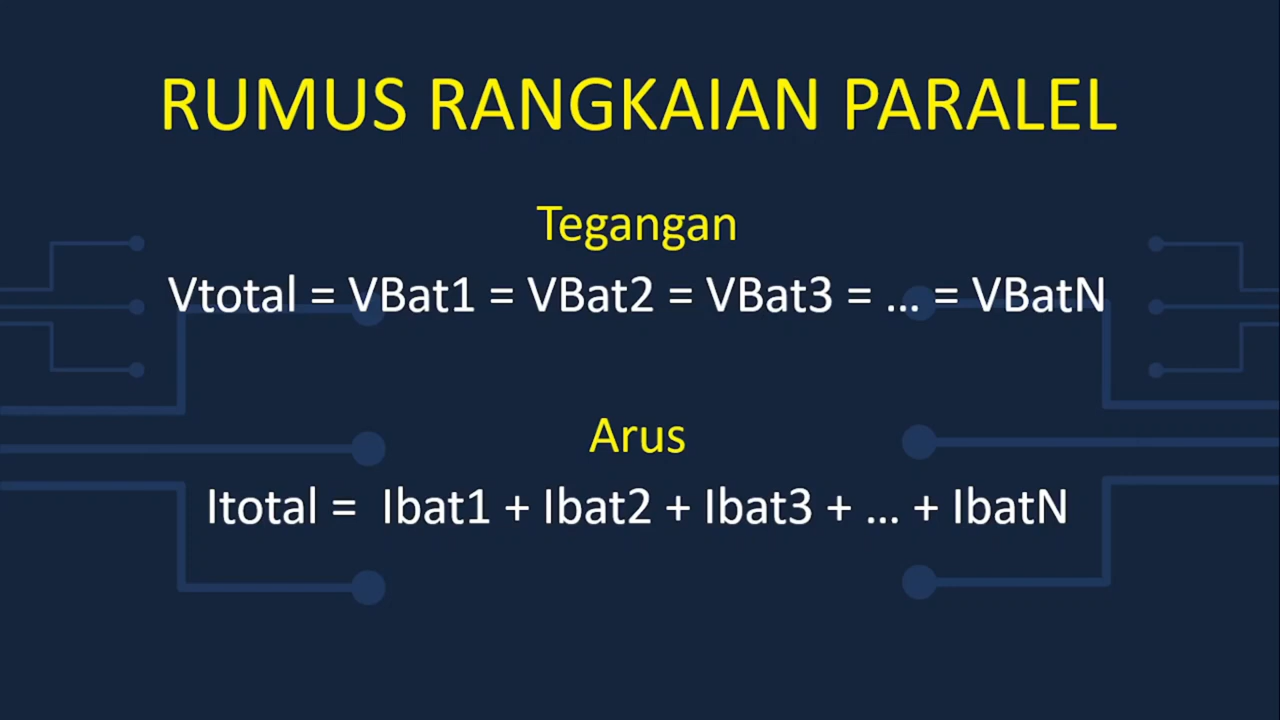 RUMUS RANGKAIAN PARALEL
Tegangan
Vtotal = VBat1 = VBat2 = VBat3 = ... = VBatN
Arus
Itotal = Ibat1 + Ibat2 + Ibat3 + ... + IbatN